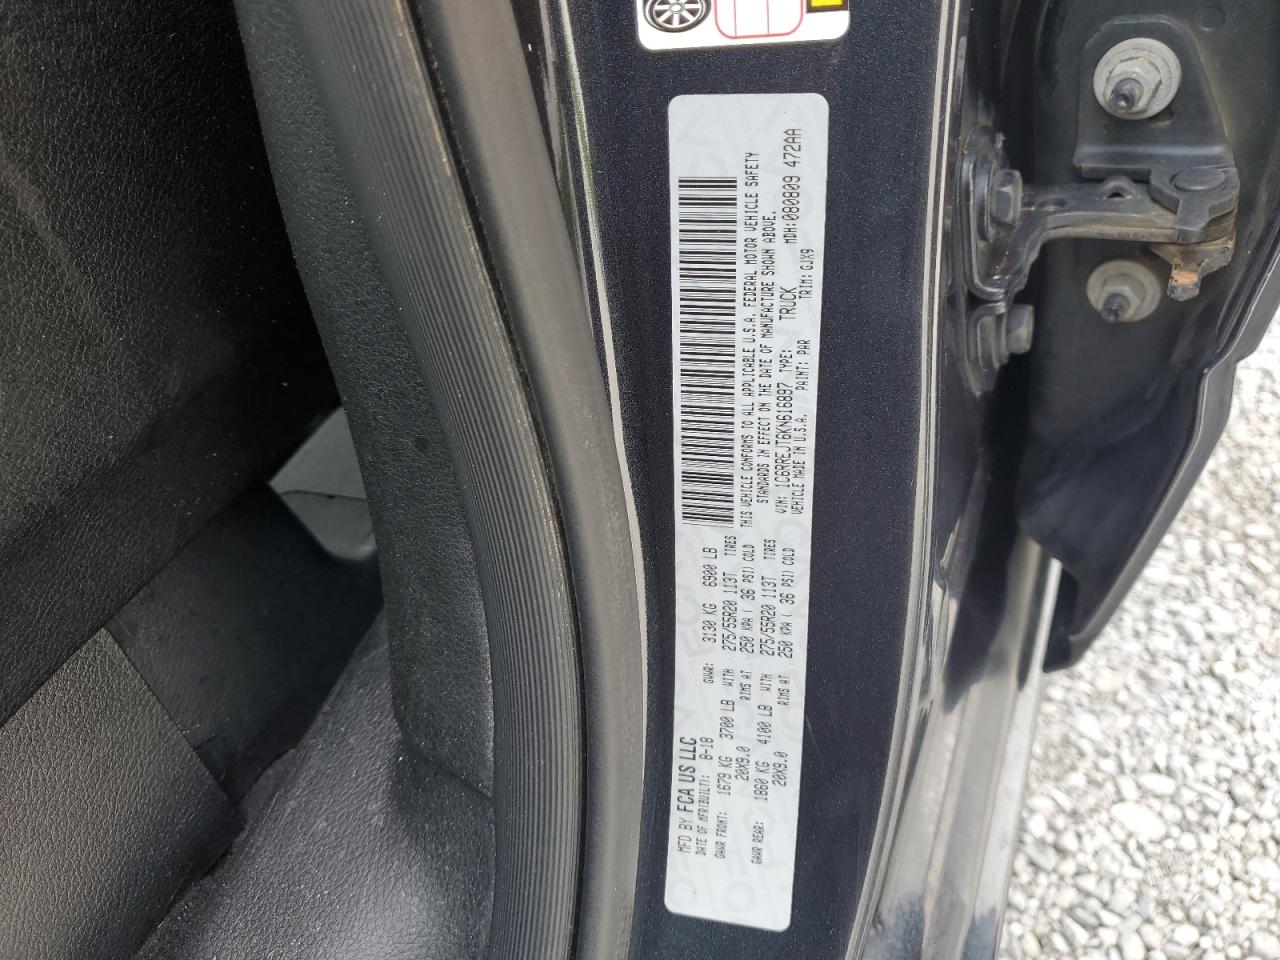 MFD BY FCA US LLC
DATE OF MFR(BUILT): 8-18 GVWR: 3130 KG 6900 LB
GAWR FRONT: 1679 KG 3700 LB WITH 275/55R20 113T TIRES
20X9.0 RIMS AT 250 KPA ( 36 PSI) COLD
GAWR REAR: 1860 KG 4100 LB WITH 275/55R20 113T TIRES
20X9.0 RIMS AT 250 KPA ( 36 PSI) COLD
THIS VEHICLE CONFORMS TO ALL APPLICABLE U.S.A. FEDERAL MOTOR VEHICLE SAFETY
STANDARDS IN EFFECT ON THE DATE OF MANUFACTURE SHOWN ABOVE.
VIN: 1C6RREJT6KN616897 TYPE: TRUCK MDH:080809 472AA
VEHICLE MADE IN U.S.A. PAINT: PAR TRIM: GJX9